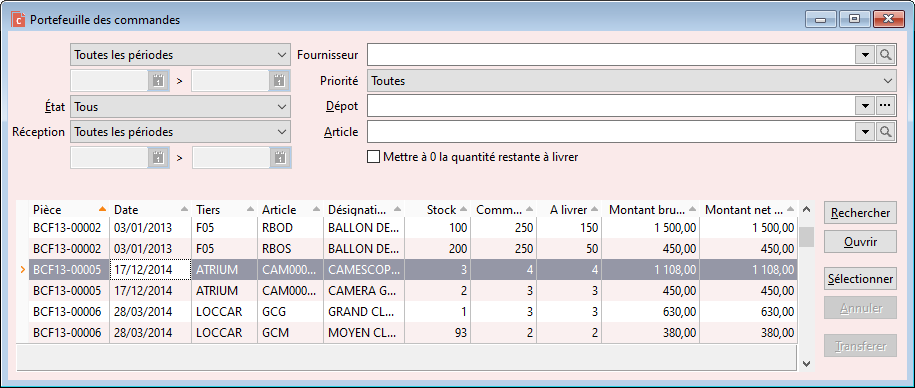 Portefeuille des commandes
Toutes les périodes
Fournisseur
>
Priorité Toutes
État Tous
Dépot
Réception Toutes les périodes
Article
>
Mettre à 0 la quantité restante à livrer
Pièce Date Tiers Article Désignati... Stock Comm... A livrer Montant bru... Montant net ...
BCF13-00002 03/01/2013 F05 RBOD BALLON DE... 100 250 150 1 500,00 1 500,00
BCF13-00002 03/01/2013 F05 RBOS BALLON DE... 200 250 50 450,00 450,00
BCF13-00005 17/12/2014 ATRIUM CAM000... CAMESCOP... 3 4 4 1 108,00 1 108,00
BCF13-00005 17/12/2014 ATRIUM CAM000... CAMERA G... 2 3 3 450,00 450,00
BCF13-00006 28/03/2014 LOCCAR GCG GRAND CL... 1 3 3 630,00 630,00
BCF13-00006 28/03/2014 LOCCAR GCM MOYEN CL... 93 2 2 380,00 380,00
Rechercher
Ouvrir
Sélectionner
Annuler
Transférer